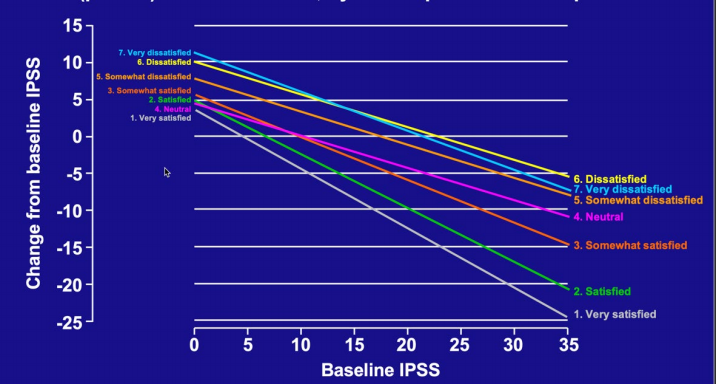 15
10
5
0
-5
-10
-15
-20
-25
Change from baseline IPSS
7. Very dissatisfied
6. Dissatisfied
5. Somewhat dissatisfied
3. Somewhat satisfied
2. Satisfied
4. Neutral
1. Very satisfied
6. Dissatisfied
7. Very dissatisfied
5. Somewhat dissatisfied
4. Neutral
3. Somewhat satisfied
2. Satisfied
1. Very satisfied
0 5 10 15 20 25 30 35
Baseline IPSS